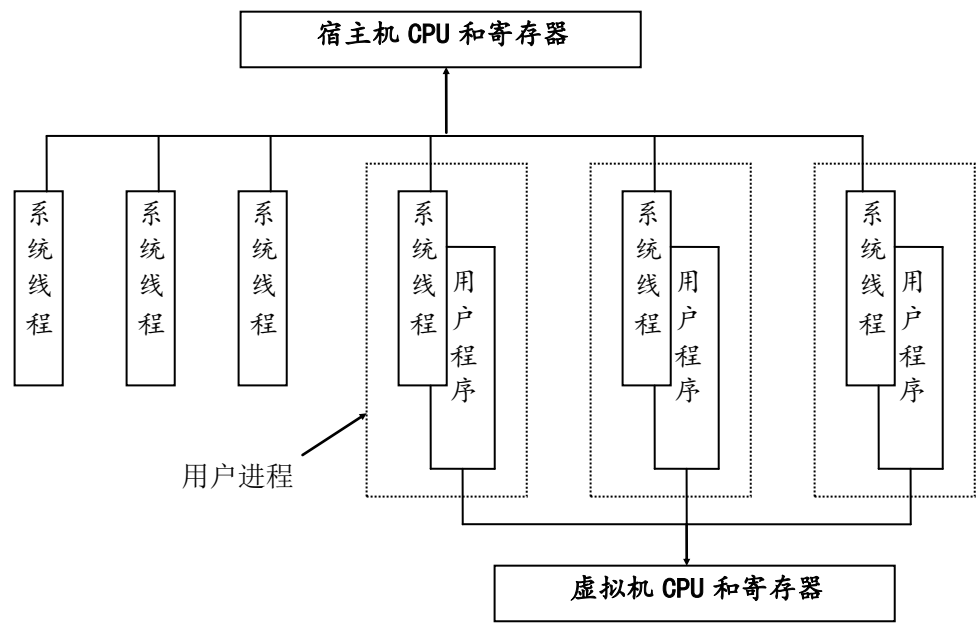 宿主机 CPU 和寄存器
系统线程
系统线程
系统线程
系统线程
用户程序
系统线程
用户程序
系统线程
用户程序
用户进程
虚拟机 CPU 和寄存器